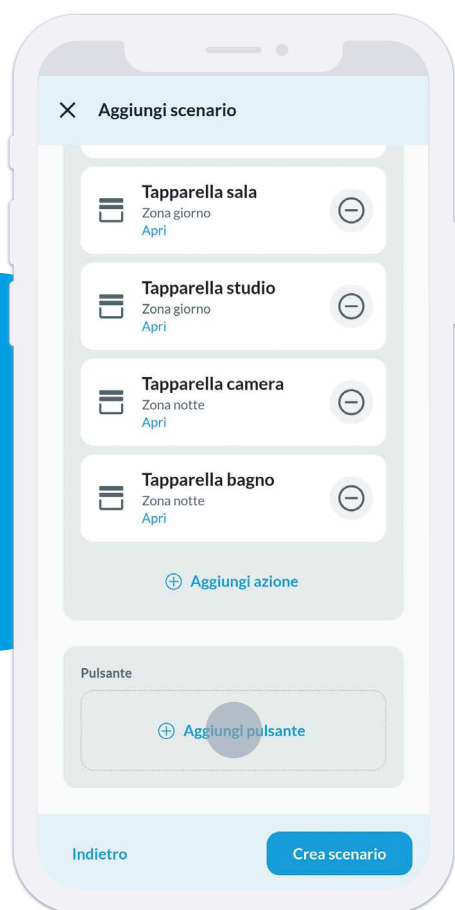 Aggiungi scenario
Tapparella sala
Zona giorno
Apri
Tapparella studio
Zona giorno
Apri
Tapparella camera
Zona notte
Apri
Tapparella bagno
Zona notte
Apri
Aggiungi azione
Pulsante
Aggiungi pulsante
Indietro
Crea scenario